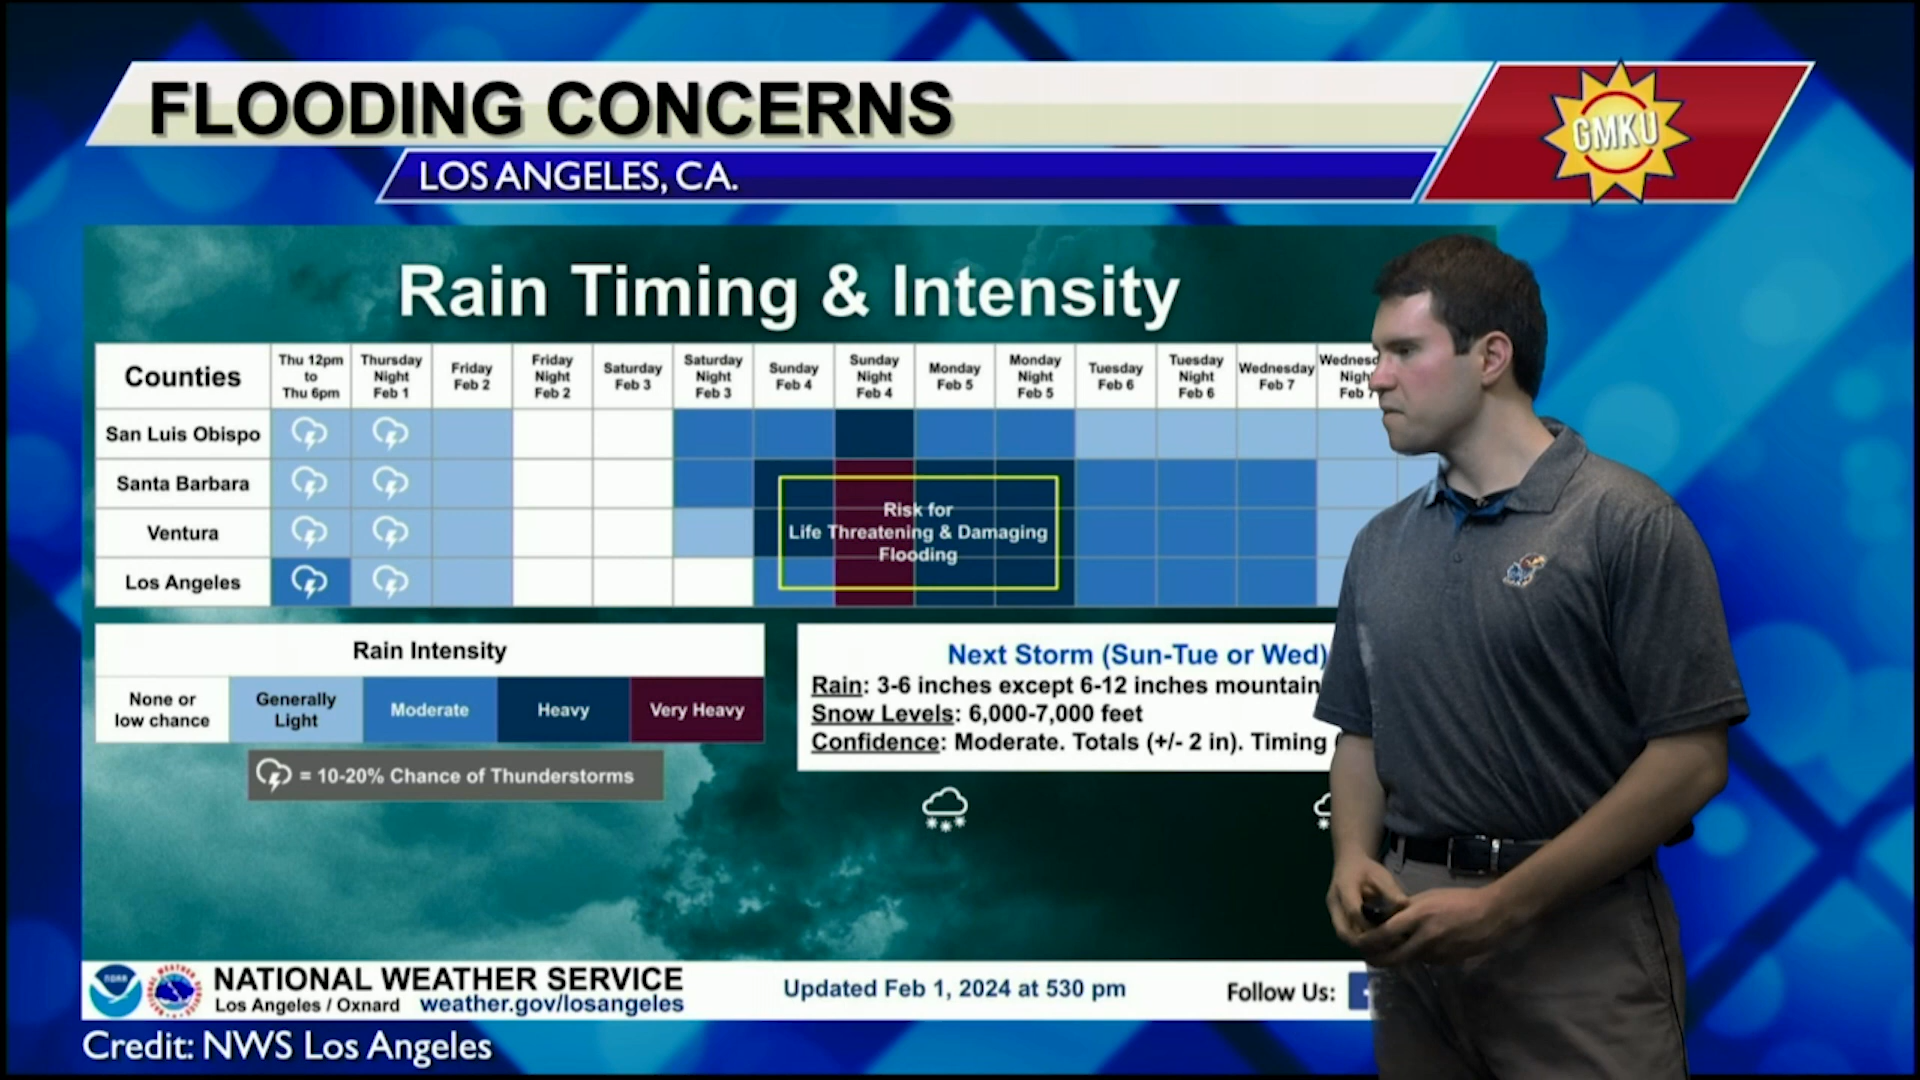 FLOODING CONCERNS
LOS ANGELES, CA.
GMKU
Rain Timing & Intensity
Counties
Thu 12pm
to
Thu 6pm
Thursday
Night
Feb 1
Friday
Feb 2
Friday
Night
Feb 2
Saturday
Feb 3
Saturday
Night
Feb 3
Sunday
Feb 4
Sunday
Night
Feb 4
Monday
Feb 5
Monday
Night
Feb 5
Tuesday
Feb 6
Tuesday
Night
Feb 6
Wednesday
Feb 7
Wednesd
Nigh
Feb 7
San Luis Obispo
Santa Barbara
Ventura
Los Angeles
Risk for
Life Threatening & Damaging
Flooding
Rain Intensity
None or
low chance
Generally
Light
Moderate
Heavy
Very Heavy
= 10-20% Chance of Thunderstorms
Next Storm (Sun-Tue or Wed)
Rain: 3-6 inches except 6-12 inches mountain
Snow Levels: 6,000-7,000 feet
Confidence: Moderate. Totals (+/- 2 in). Timing
NATIONAL WEATHER SERVICE
Los Angeles / Oxnard weather.gov/losangeles
Updated Feb 1, 2024 at 530 pm
Follow Us:
Credit: NWS Los Angeles